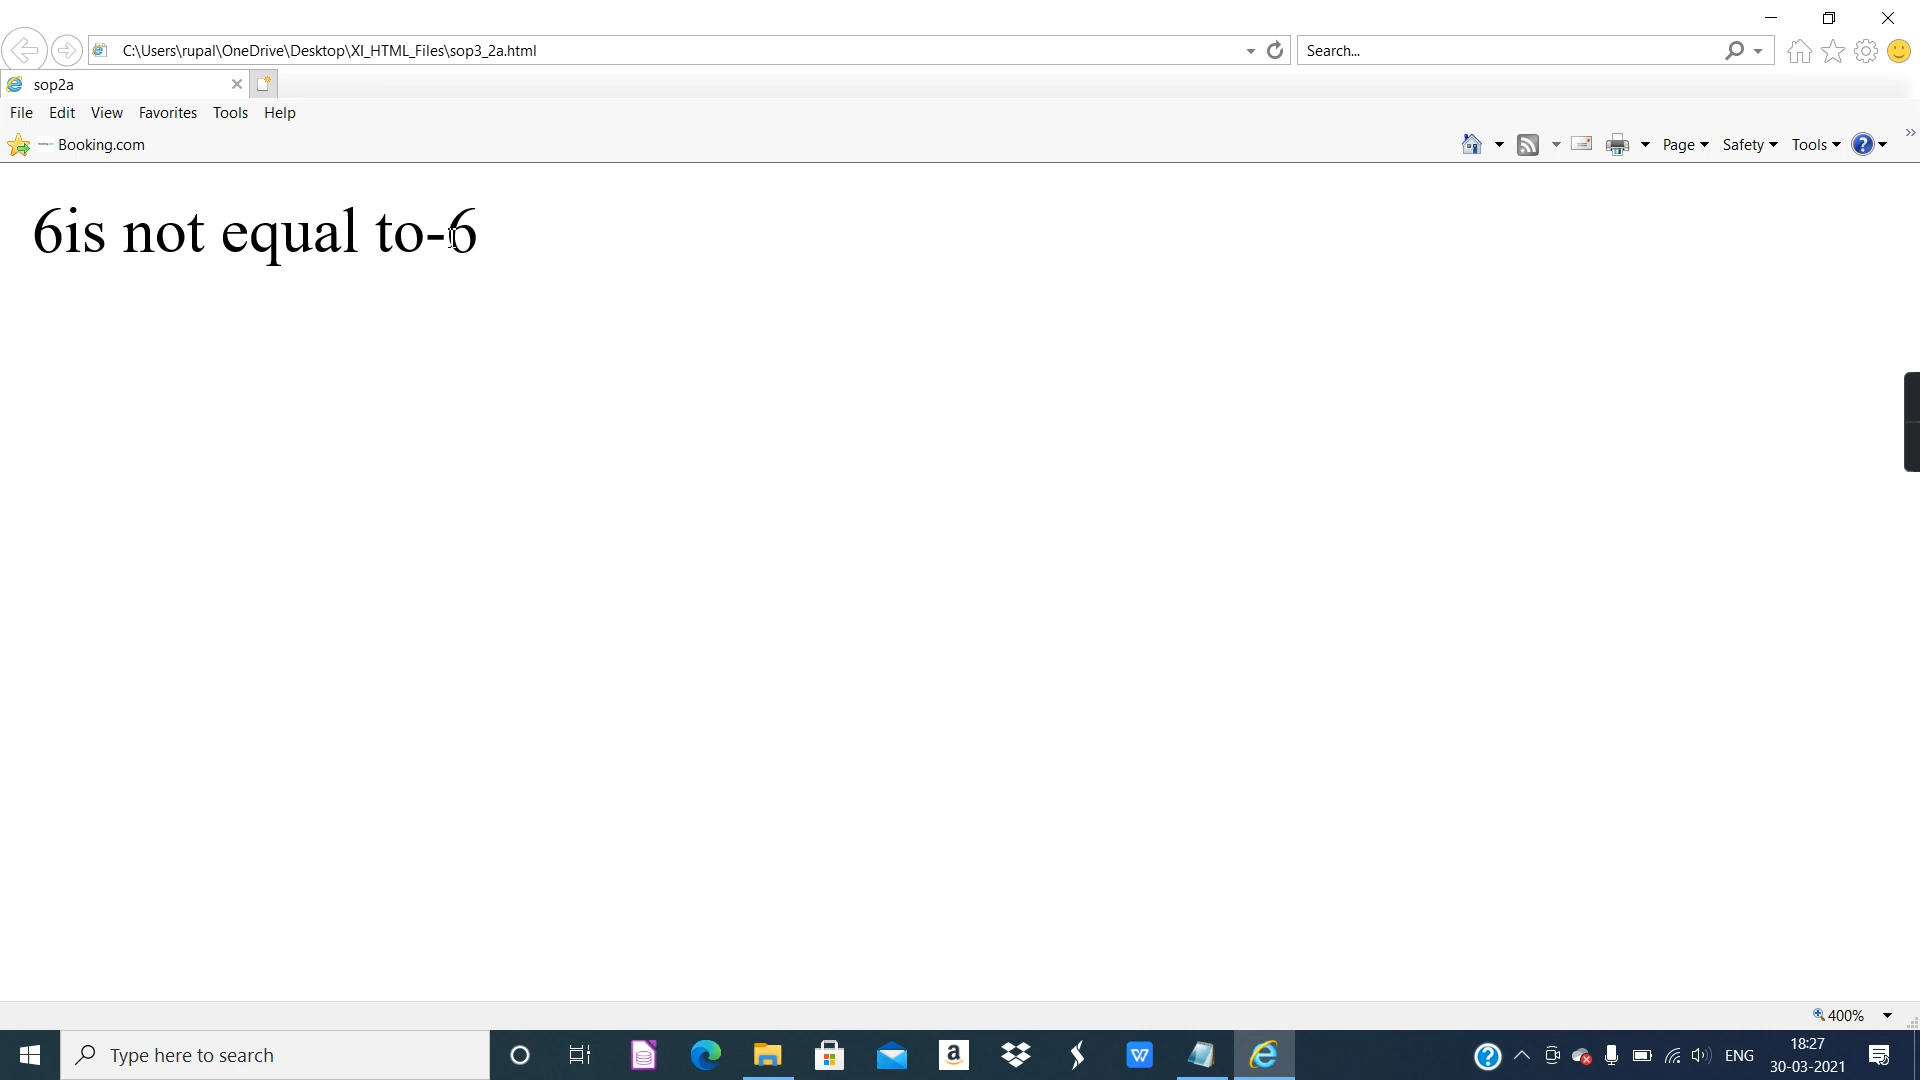 C:\Users\rupal\OneDrive\Desktop\XI_HTML_Files\sop3_2a.html
Search...
sop2a
File Edit View Favorites Tools Help
Booking.com
Page Safety Tools
6is not equal to-6
400%
Type here to search
ENG
18:27
30-03-2021